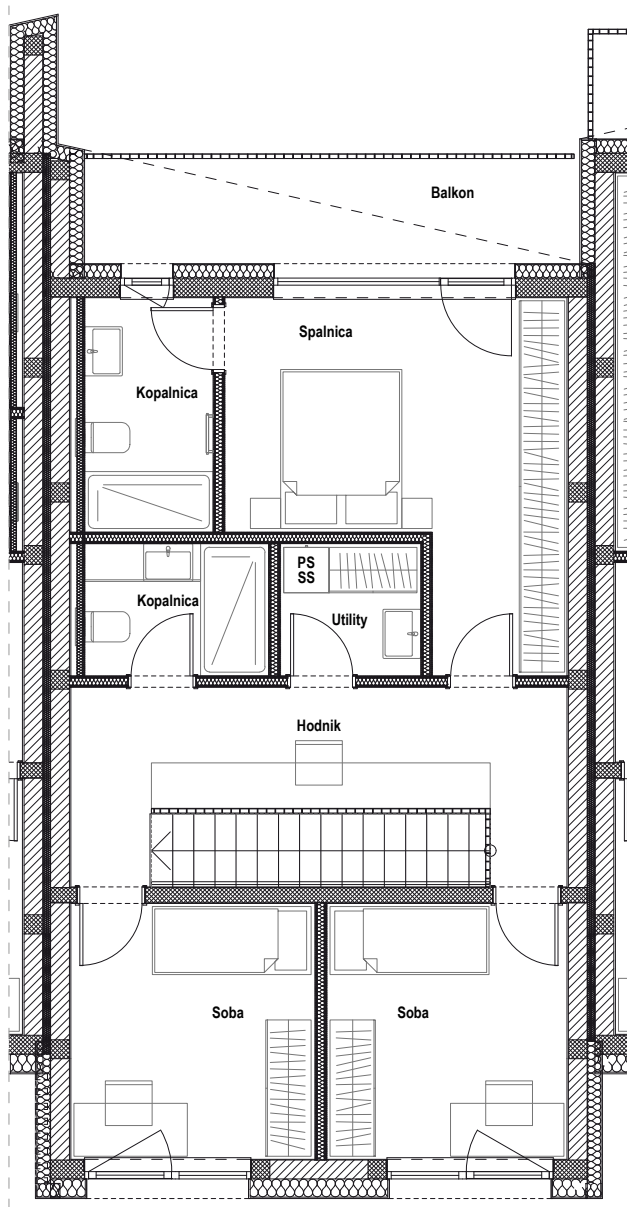 Balkon
Spalnica
Kopalnica
PS
SS
Kopalnica
Utility
Hodnik
Soba
Soba